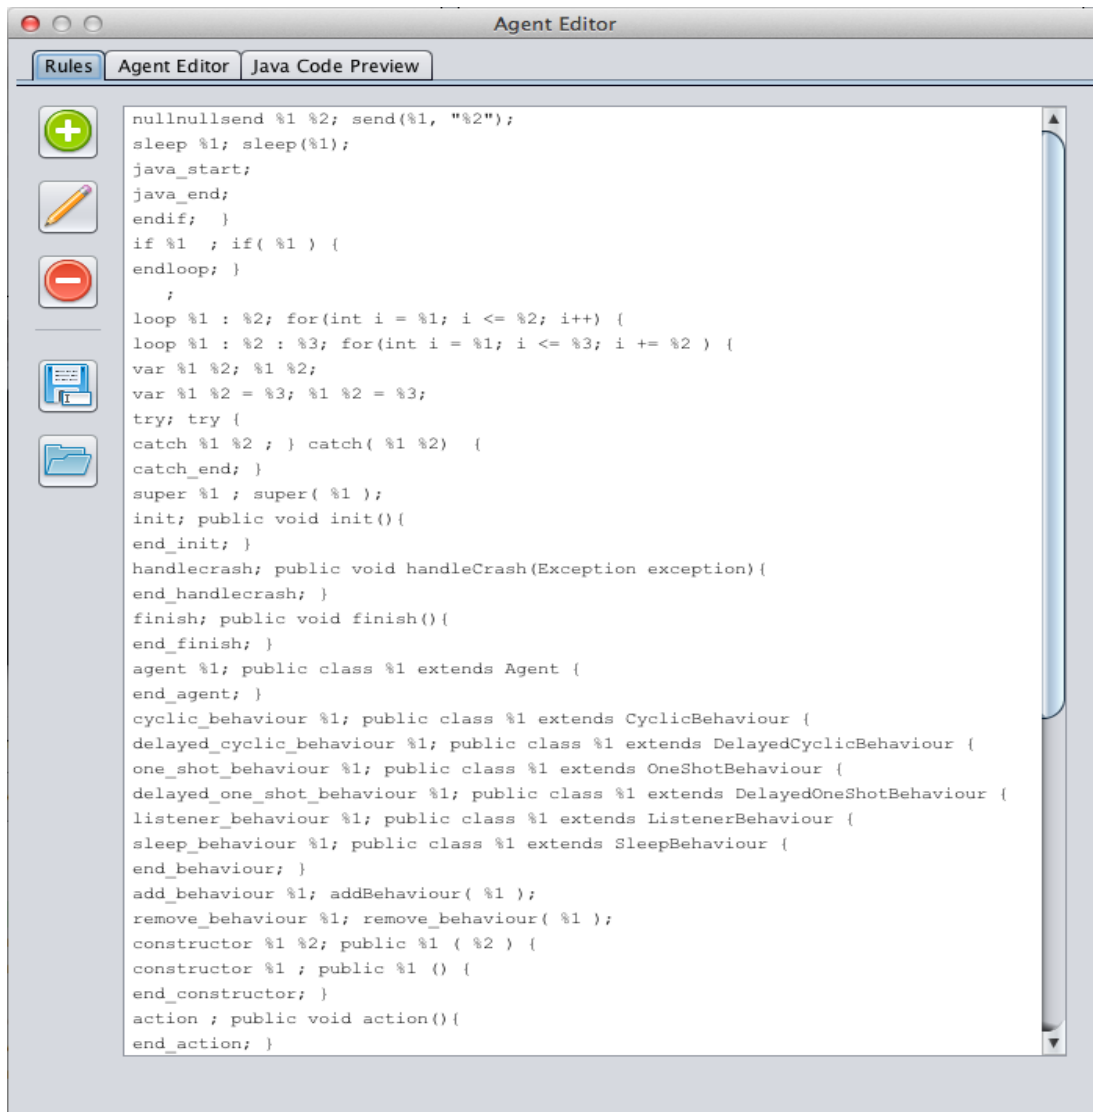 Agent Editor
Rules Agent Editor Java Code Preview
nullnullsend %1 %2; send(%1, "%2");
sleep %1; sleep(%1);
java_start;
java_end;
endif;  }
if %1  ; if( %1 ) {
endloop; }
   ;
loop %1 : %2; for(int i = %1; i <= %2; i++) {
loop %1 : %2 : %3; for(int i = %1; i <= %3; i += %2 ) {
var %1 %2; %1 %2;
var %1 %2 = %3; %1 %2 = %3;
try; try {
catch %1 %2 ; } catch( %1 %2)  {
catch_end; }
super %1 ; super( %1 );
init; public void init(){
end_init; }
handlecrash; public void handleCrash(Exception exception){
end_handlecrash; }
finish; public void finish(){
end_finish; }
agent %1; public class %1 extends Agent {
end_agent; }
cyclic_behaviour %1; public class %1 extends CyclicBehaviour {
delayed_cyclic_behaviour %1; public class %1 extends DelayedCyclicBehaviour {
one_shot_behaviour %1; public class %1 extends OneShotBehaviour {
delayed_one_shot_behaviour %1; public class %1 extends DelayedOneShotBehaviour {
listener_behaviour %1; public class %1 extends ListenerBehaviour {
sleep_behaviour %1; public class %1 extends SleepBehaviour {
end_behaviour; }
add_behaviour %1; addBehaviour( %1 );
remove_behaviour %1; remove_behaviour( %1 );
constructor %1 %2; public %1 ( %2 ) {
constructor %1 ; public %1 () {
end_constructor; }
action ; public void action(){
end_action; }